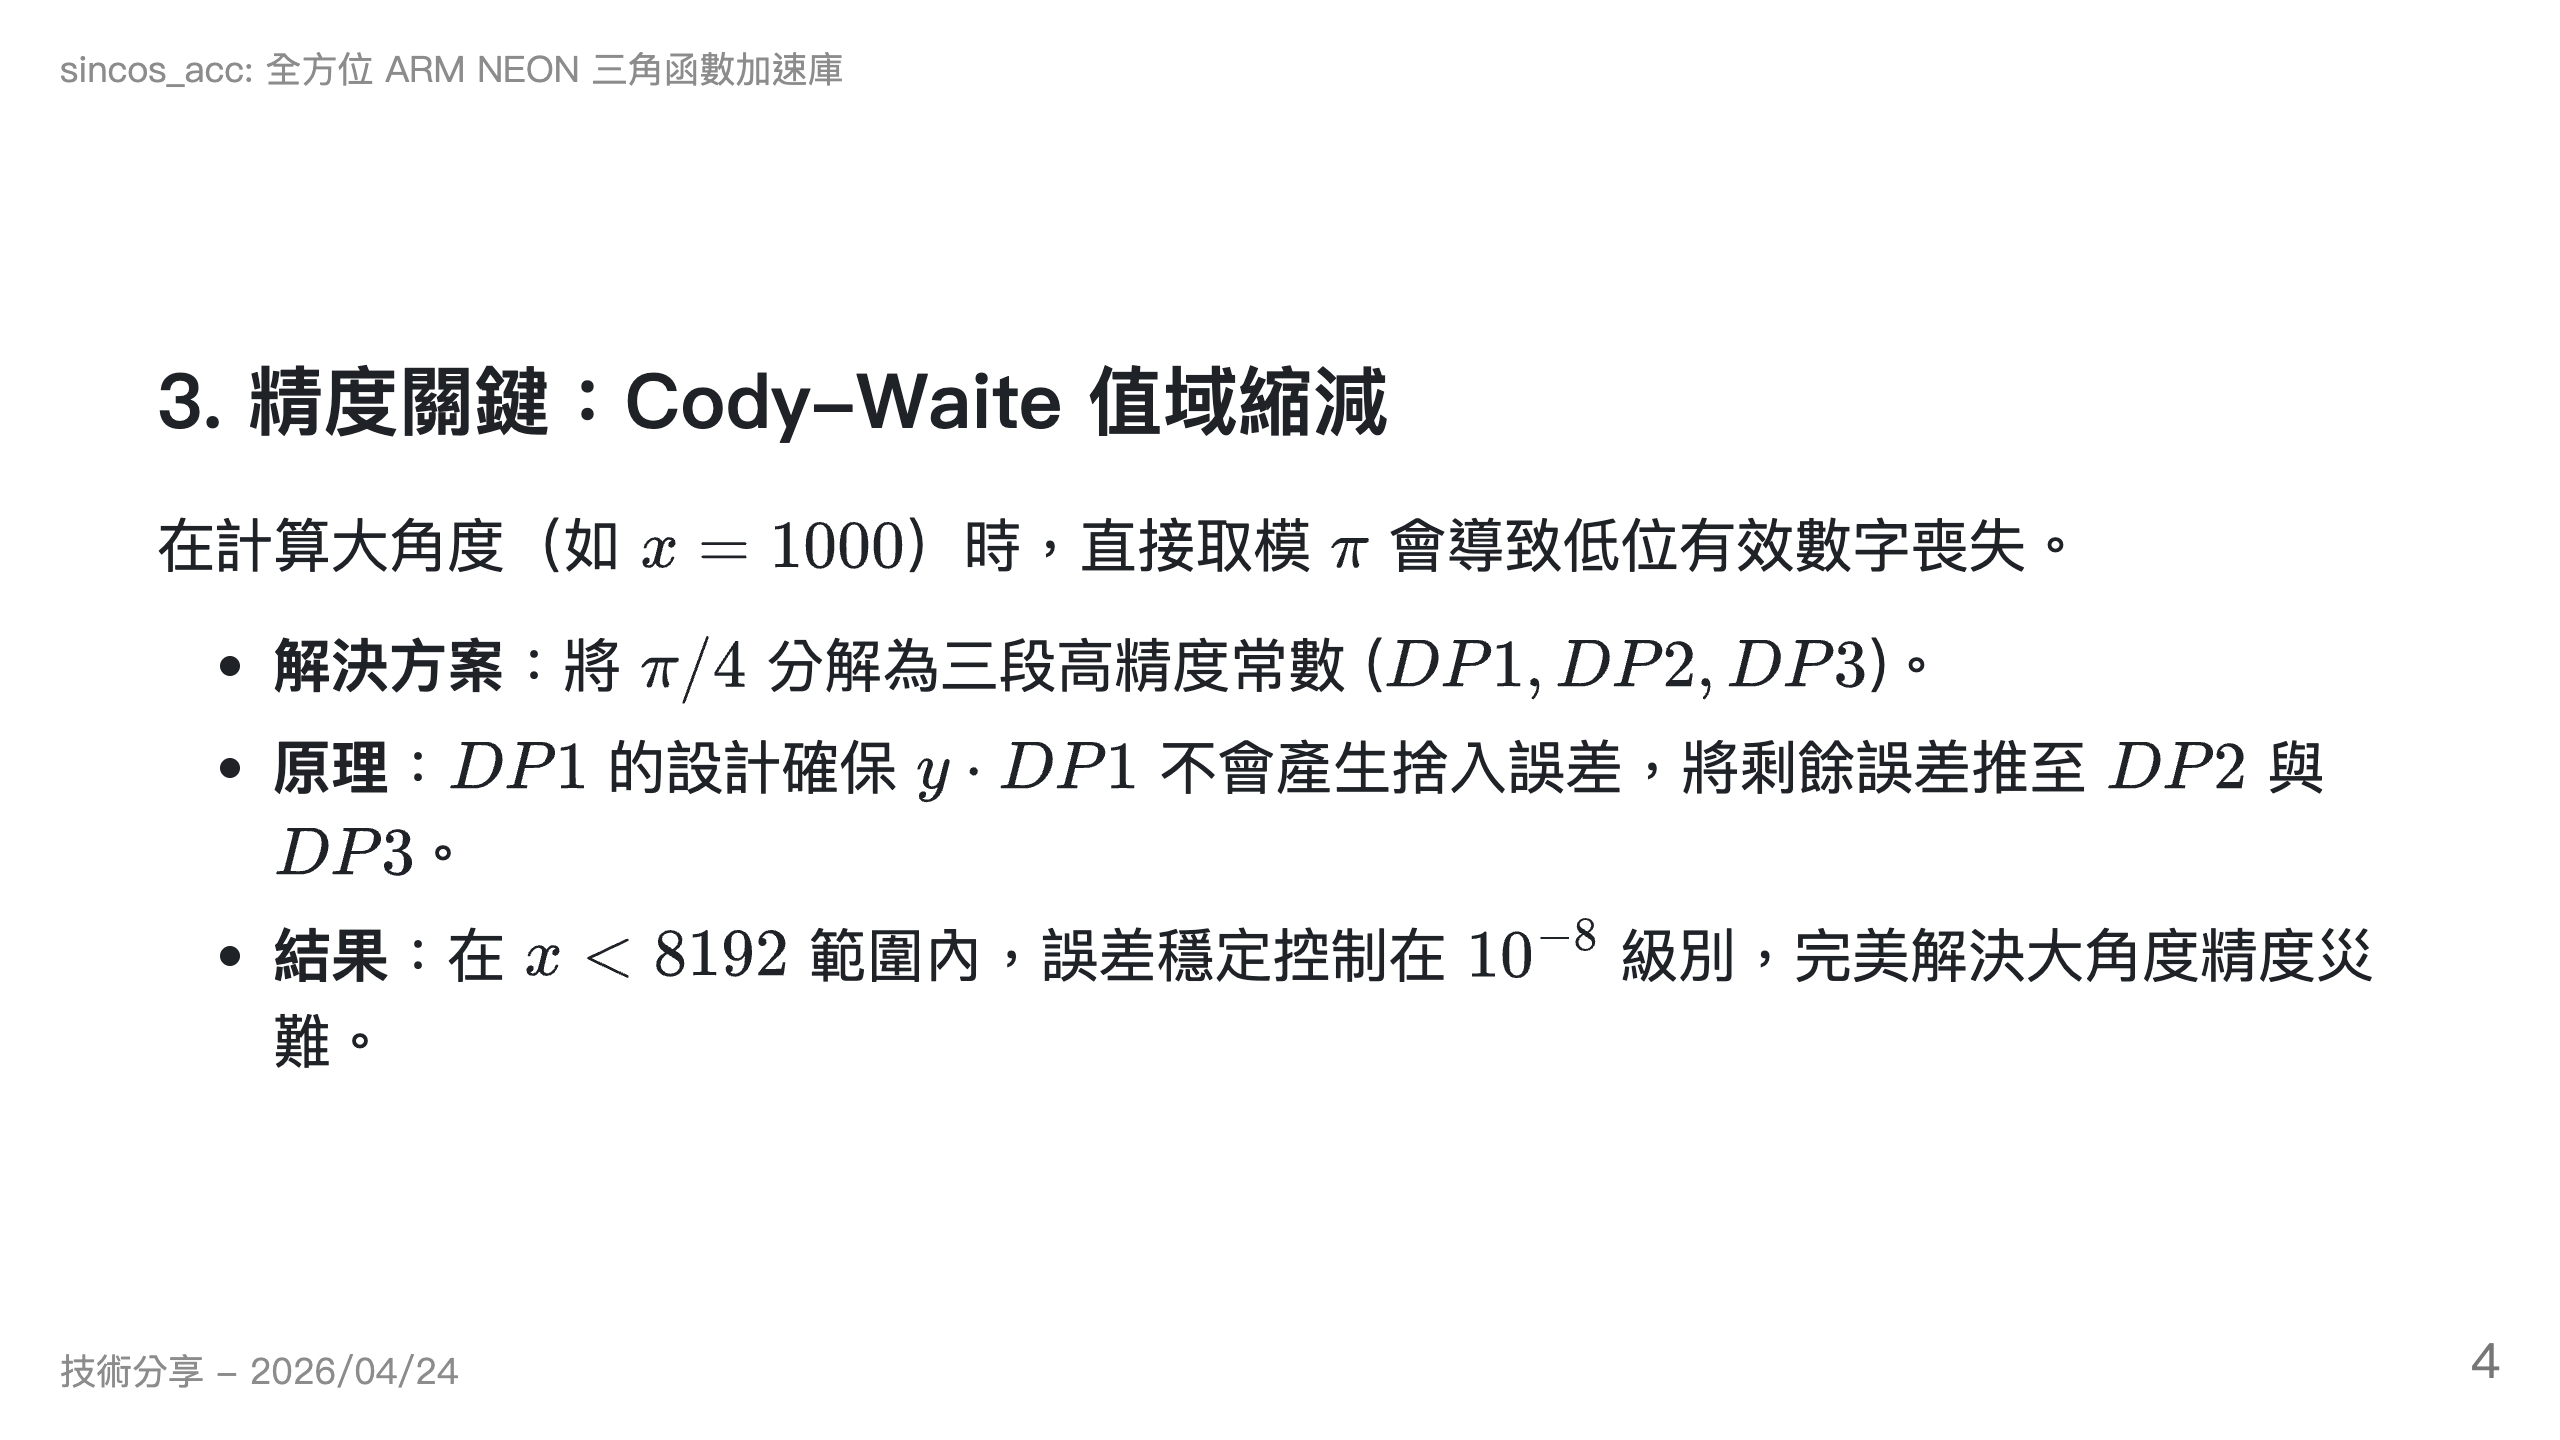 sincos_acc: 全方位 ARM NEON 三角函數加速庫
3. 精度關鍵：Cody–Waite 值域縮減
在計算大角度（如 x = 1000）時，直接取模 π 會導致低位有效數字喪失。
• 解決方案：將 π/4 分解為三段高精度常數 (DP1, DP2, DP3)。
• 原理：DP1 的設計確保 y · DP1 不會產生捨入誤差，將剩餘誤差推至 DP2 與
DP3。
• 結果：在 x < 8192 範圍內，誤差穩定控制在 10⁻⁸ 級別，完美解決大角度精度災
難。
技術分享 – 2026/04/24
4